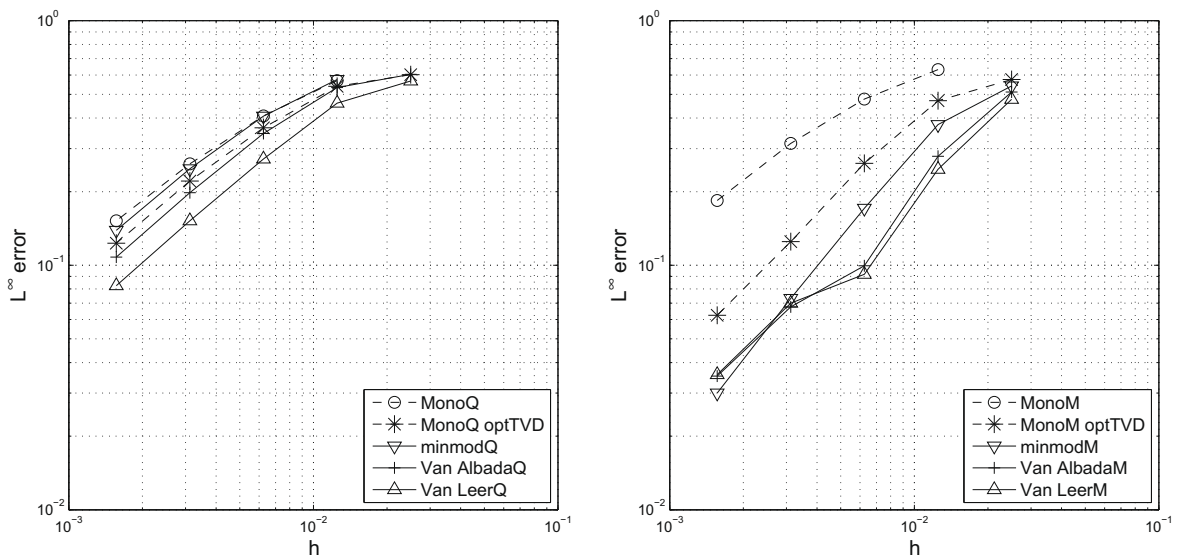 10⁰
10⁻¹
10⁻²
L^∞ error
10⁻³
10⁻²
10⁻¹
h
MonoQ
MonoQ optTVD
minmodQ
Van AlbadaQ
Van LeerQ
10⁰
10⁻¹
10⁻²
L^∞ error
10⁻³
10⁻²
10⁻¹
h
MonoM
MonoM optTVD
minmodM
Van AlbadaM
Van LeerM